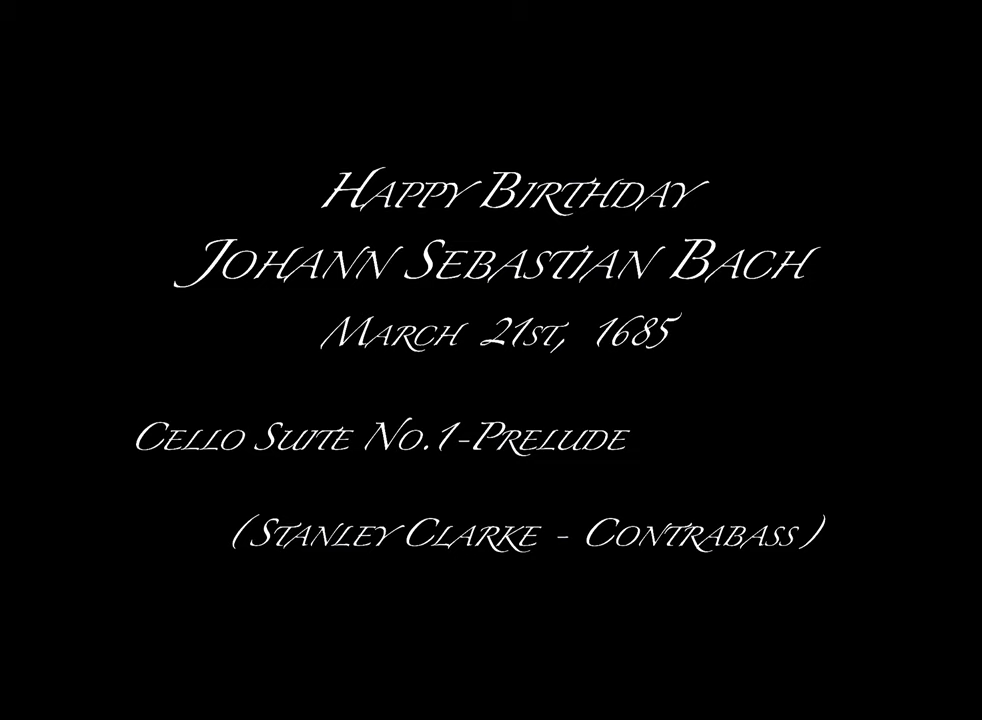 Happy Birthday
Johann Sebastian Bach
March 21st, 1685
Cello Suite No.1-Prelude
(Stanley Clarke - Contrabass)